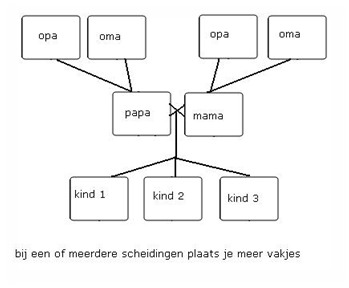 opa oma opa oma
papa mama
kind 1 kind 2 kind 3
bij een of meerdere scheidingen plaats je meer vakjes